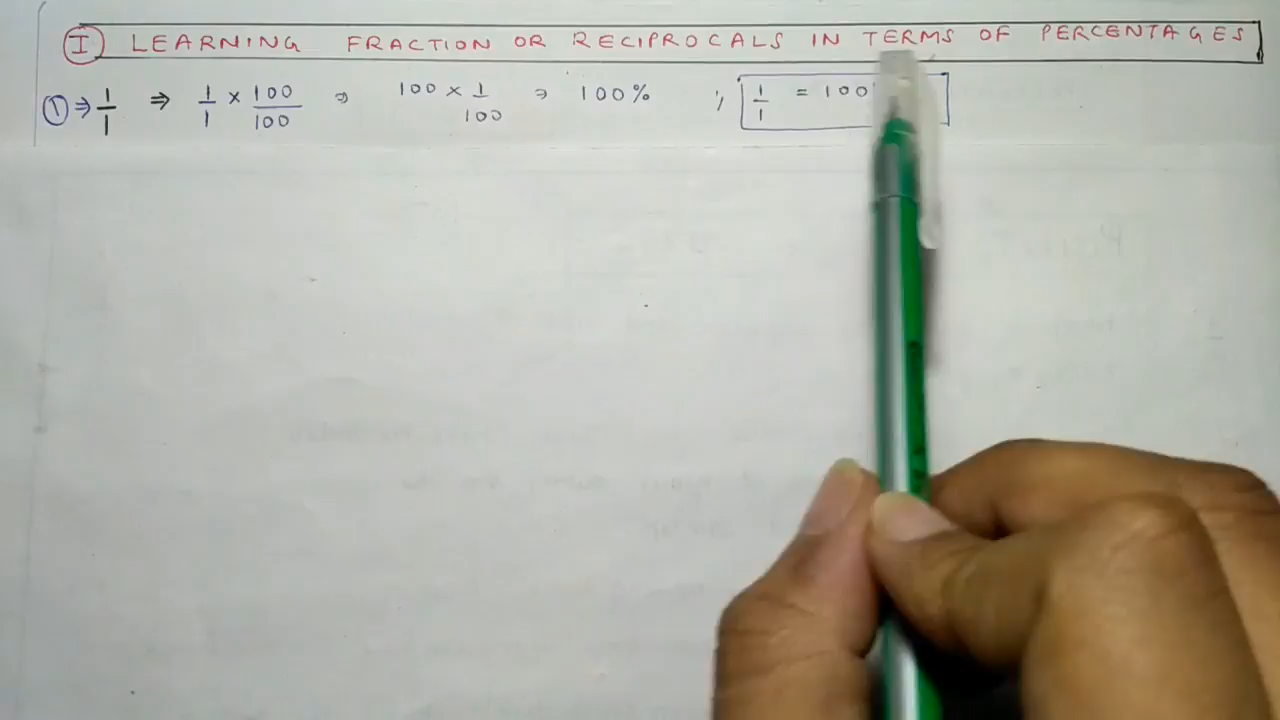 I) LEARNING FRACTION OR RECIPROCALS IN TERMS OF PERCENTAGES
① ⇒ 1/1 ⇒ 1/1 × 100/100 ⇒ 100 × 1/100 ⇒ 100% ; 1/1 = 100